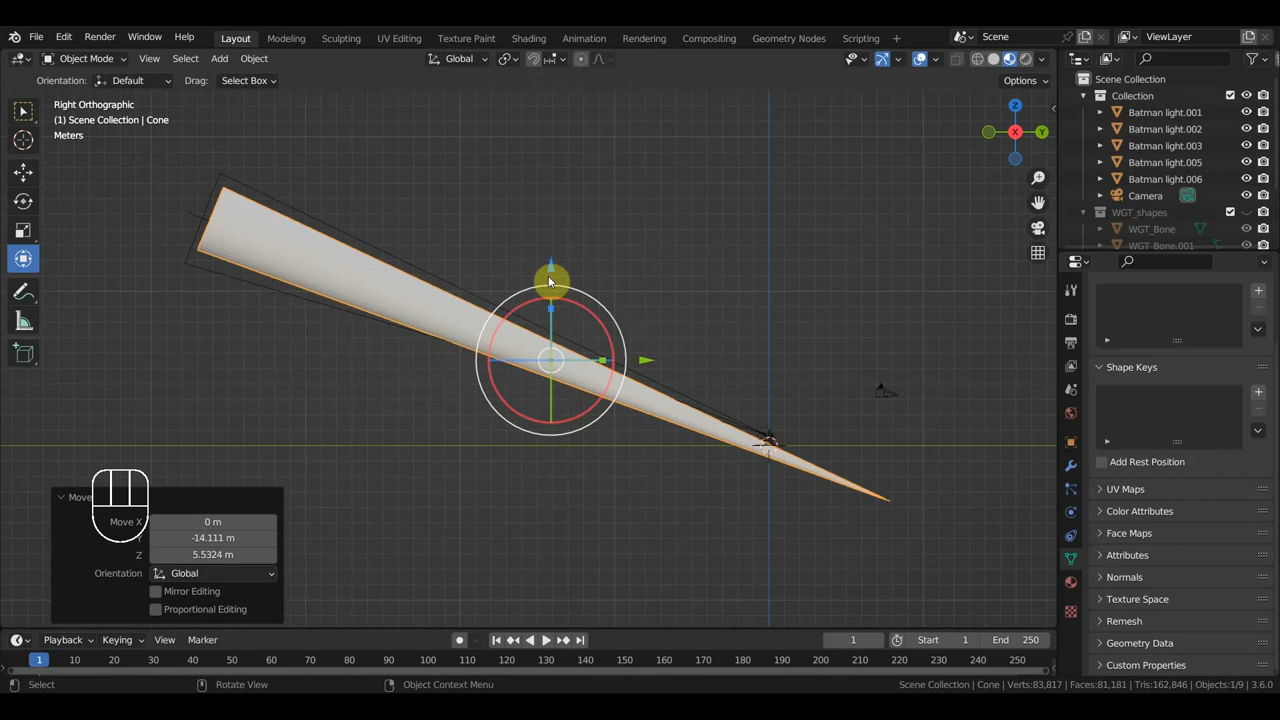 File Edit Render Window Help Layout Modeling Sculpting UV Editing Texture Paint Shading Animation Rendering Compositing Geometry Nodes Scripting + Scene ViewLayer
Object Mode View Select Add Object Global
Orientation: Default Drag: Select Box Options
Right Orthographic
(1) Scene Collection | Cone
Meters
Z
X
Y
Scene Collection
Collection
Batman light.001
Batman light.002
Batman light.003
Batman light.005
Batman light.006
Camera
WGT_shapes
WGT_Bone
WGT-Bone.001
Shape Keys
Add Rest Position
UV Maps
Color Attributes
Face Maps
Attributes
Normals
Texture Space
Remesh
Geometry Data
Custom Properties
Move
Move X 0 m
-14.111 m
Z 5.5324 m
Orientation Global
Mirror Editing
Proportional Editing
Playback Keying View Marker 1 Start 1 End 250
1 10 20 30 40 50 60 70 80 90 100 110 120 130 140 150 160 170 180 190 200 210 220 230 240 250
Select Rotate View Object Context Menu Scene Collection | Cone | Verts:83,817 | Faces:81,181 | Tris:162,846 | Objects:1/9 | 3.6.0